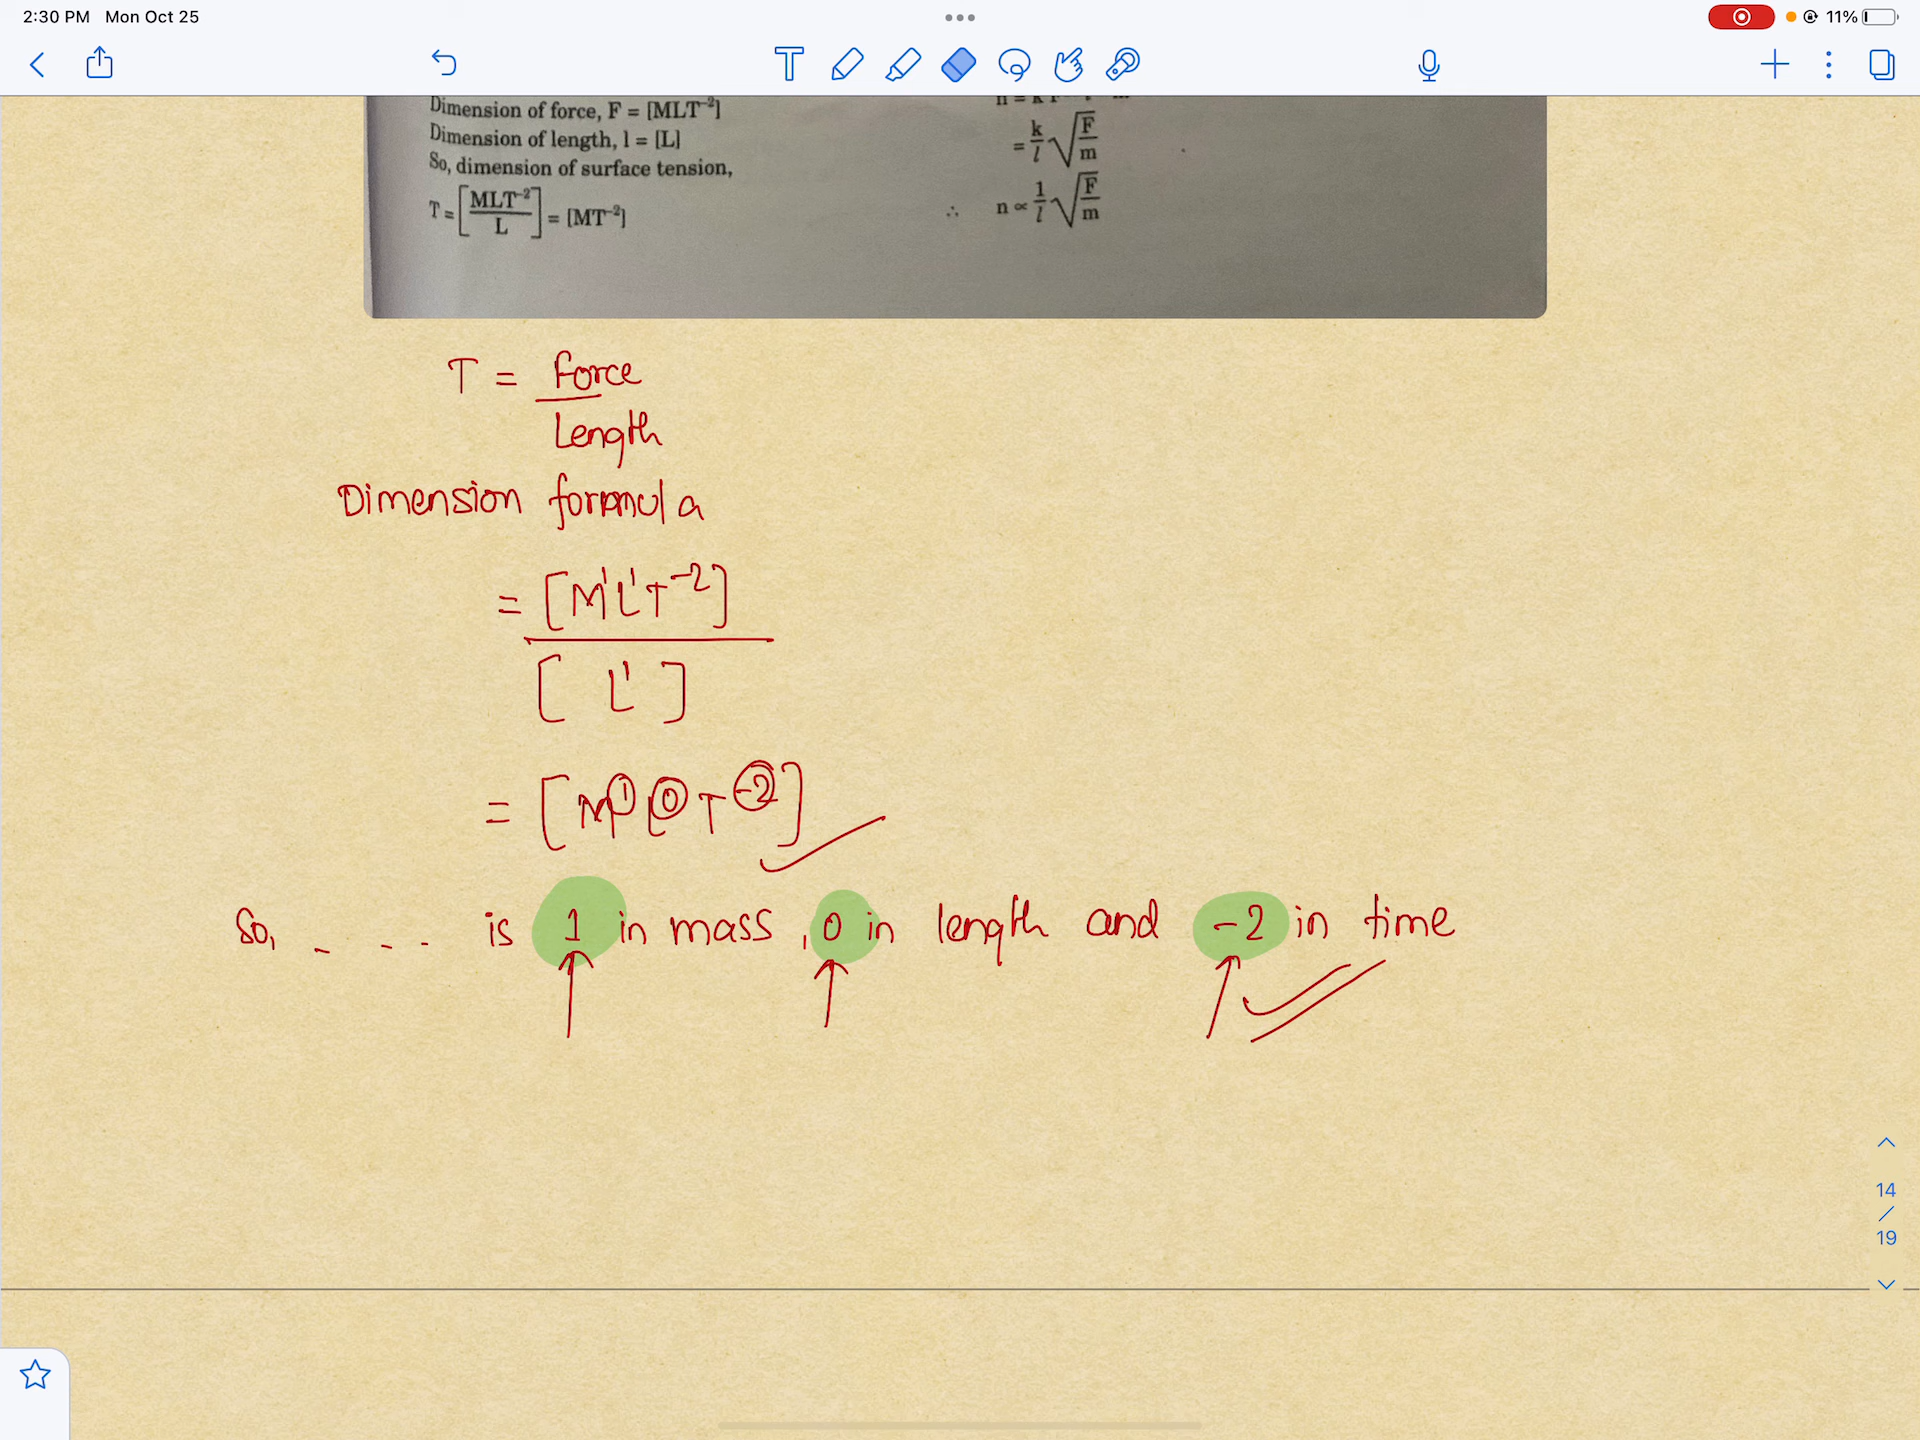 2:30 PM Mon Oct 25
11%
Dimension of force, F = [MLT⁻²]
Dimension of length, l = [L]
So, dimension of surface tension,
T = [MLT⁻²/L] = [MT⁻²]
= k/l √F/m
∴ n ∝ 1/l √F/m
T = force
Length
Dimension formula
= [M¹L¹T⁻²]
[ L¹ ]
= [M¹L⁰T⁻²]
So, - - - - is 1 in mass, 0 in length and -2 in time
14
/
19